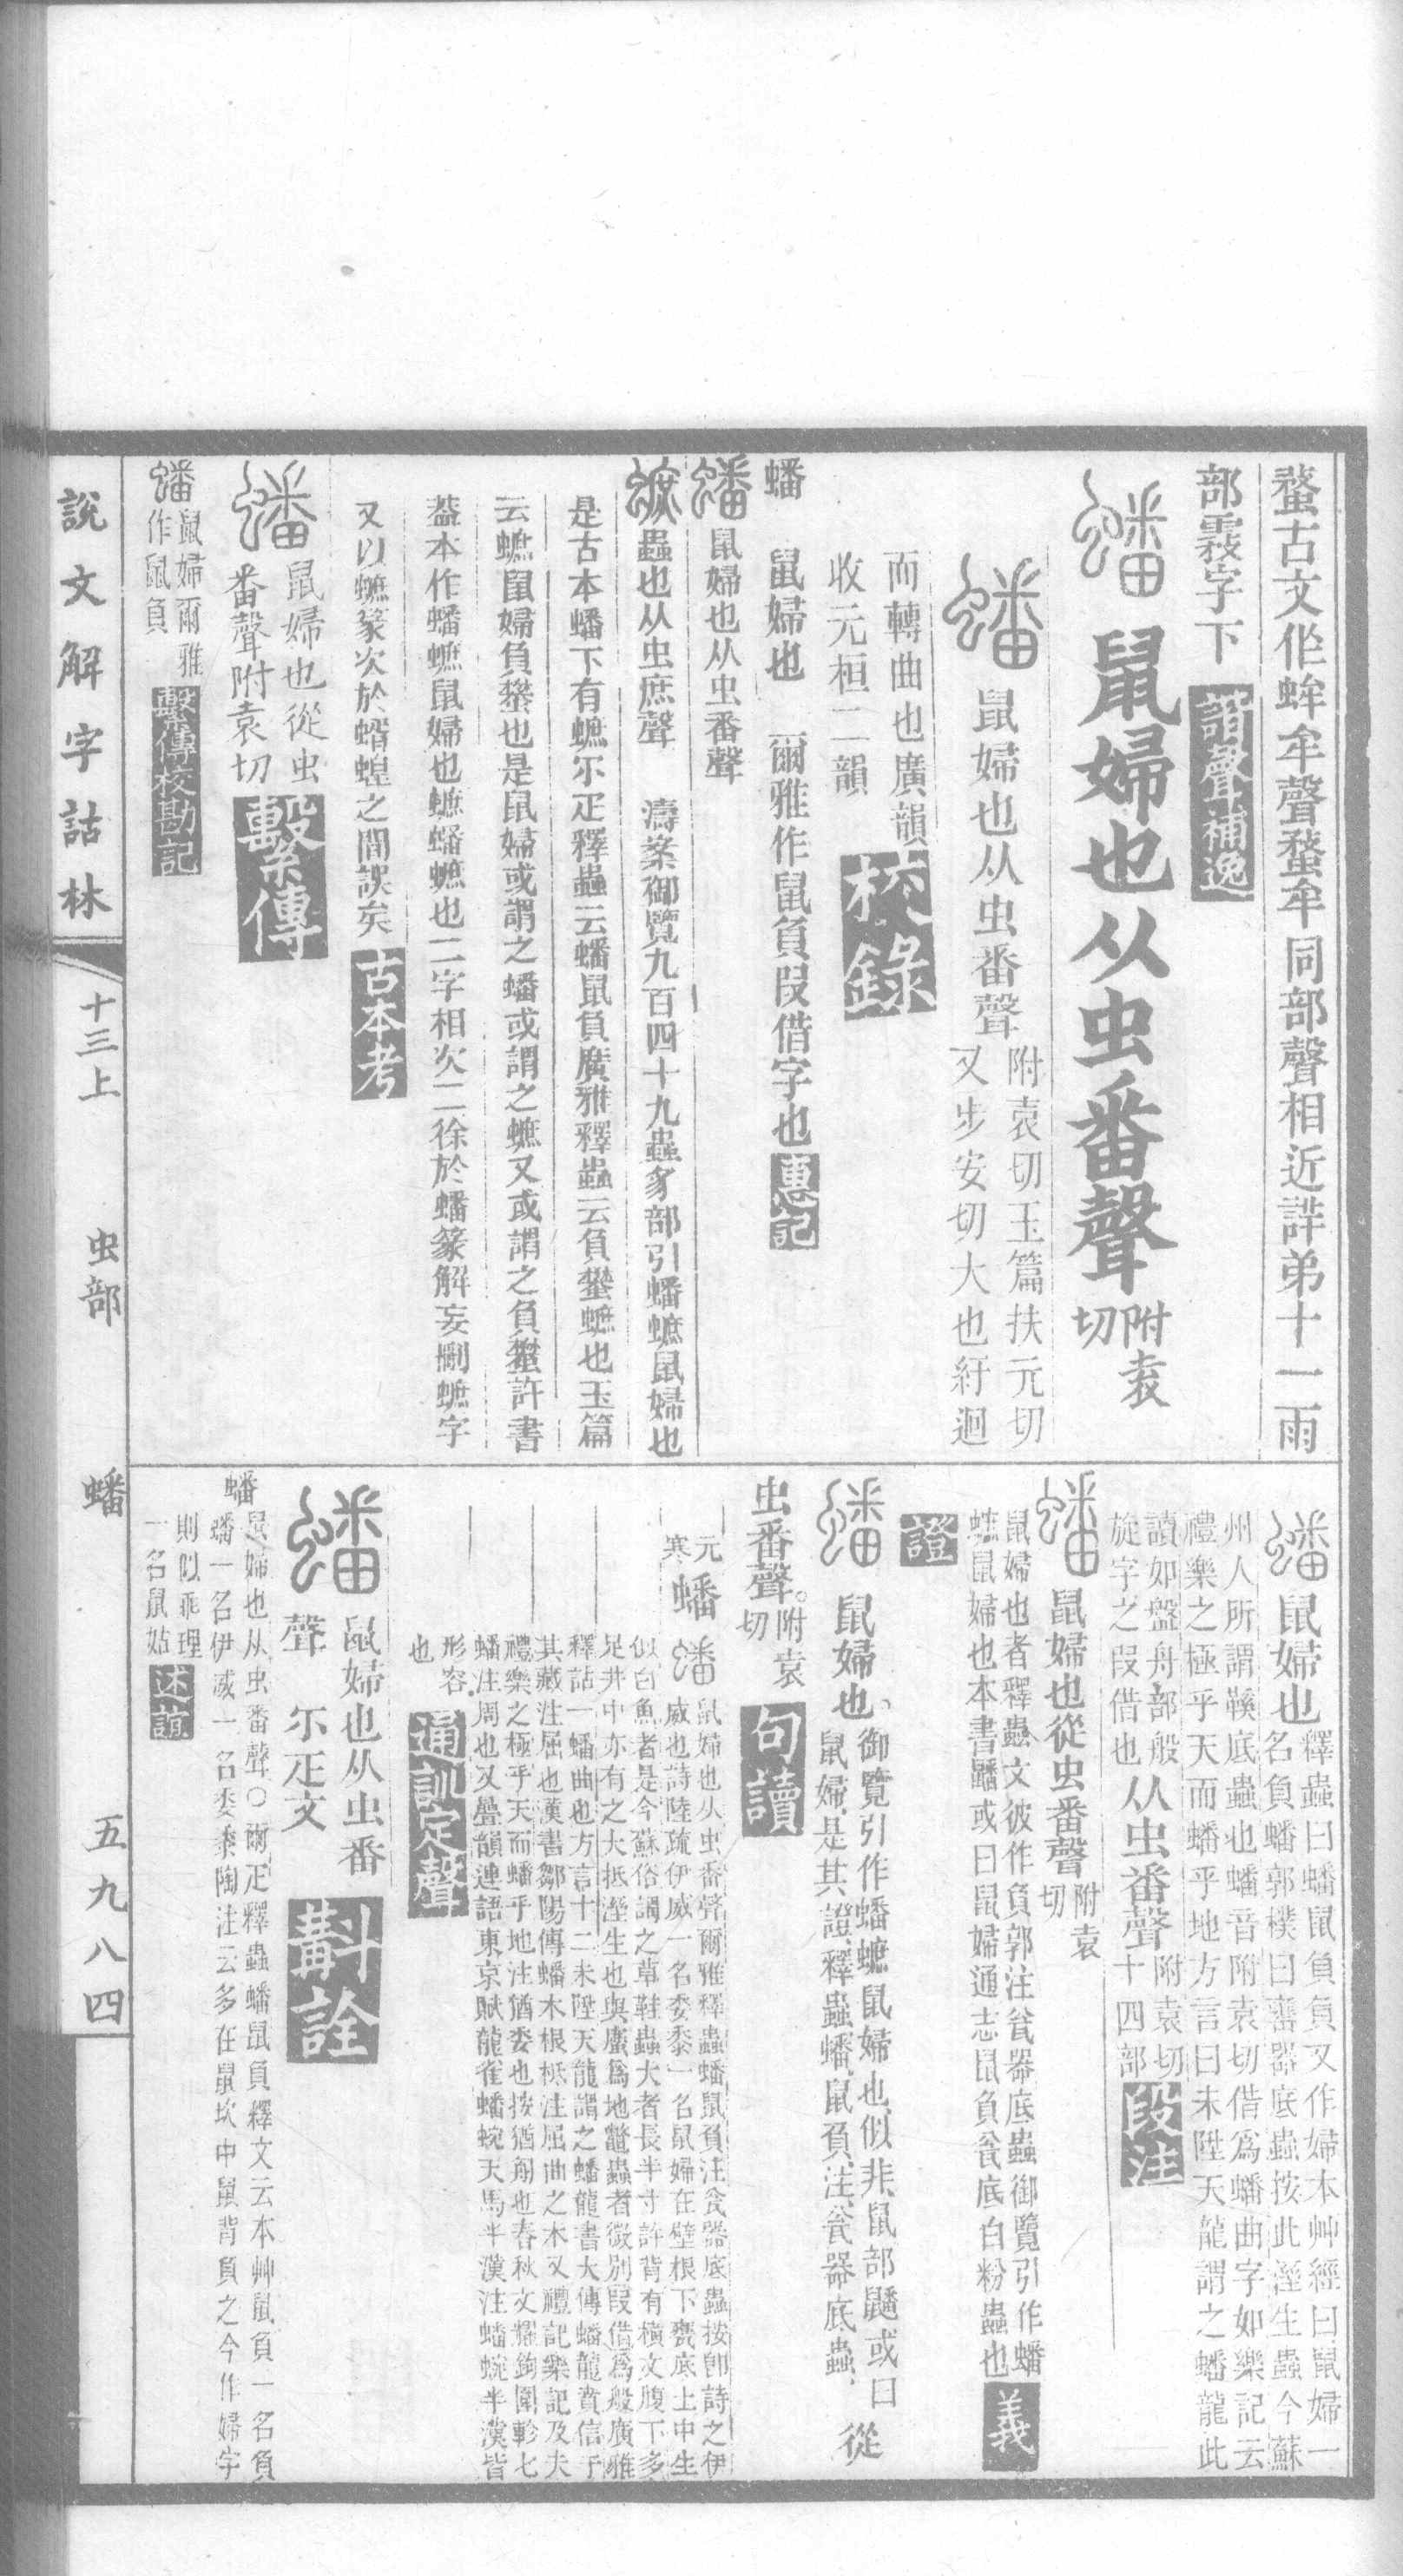 蝥古文作蛑牟聲蝥牟同部聲相近詳弟十一雨
部霚字下 諧聲補逸
蟠 鼠婦也从虫番聲 附袁切
蟠 鼠婦也从虫番聲 附袁切玉篇扶元切
又步安切大也紆迴
而轉曲也廣韻
收元桓二韻 校錄
蟠 鼠婦也 爾雅作鼠負叚借字也 惠記
蟠 鼠婦也从虫番聲
蟅 蟲也从虫庶聲 濤案御覽九百四十九蟲豸部引蟠蟅鼠婦也
是古本蟠下有蟅尒疋釋蟲云蟠鼠負廣雅釋蟲云負蠜蟅也玉篇
云蟅鼠婦負蠜也是鼠婦或謂之蟠或謂之蟅又或謂之負蠜許書
葢本作蟠蟅鼠婦也蟅蟠蟅也二字相次二徐於蟠篆解妄刪蟅字
又以蟅篆次於蝑蝗之間誤矣 古本考
蟠 鼠婦也從虫
番聲附袁切 繫傳
蟠 鼠婦爾雅
作鼠負 繫傳校勘記
蟠 鼠婦也 釋蟲曰蟠鼠負負又作婦本艸經曰鼠婦一
名負蟠郭樸曰甕器底蟲按此溼生蟲今蘇
州人所謂鞵底蟲也蟠音附袁切借爲蟠曲字如樂記云
禮樂之極乎天而蟠乎地方言曰未陞天龍謂之蟠龍此
讀如盤舟部般
旋字之叚借也 从虫番聲 附袁切
十四部 段注
蟠 鼠婦也從虫番聲 附袁切
鼠婦也者釋蟲文彼作負郭注瓮器底蟲御覽引作蟠
蟅鼠婦也本書鼶或曰鼠婦通志鼠負瓮底白粉蟲也 義
證
蟠 鼠婦也。御覽引作蟠蟅鼠婦也似非鼠部鼶或曰
鼠婦是其證釋蟲蟠鼠負注瓮器底蟲 從
虫番聲。附袁切 句讀
元
寒 蟠 蟠 鼠婦也从虫番聲爾雅釋蟲蟠鼠負注瓮器底蟲按卽詩之伊
威也詩陸疏伊威一名委黍一名鼠婦在壁根下甕底土中生
似白魚者是今蘇俗謂之草鞋蟲大者長半寸許背有橫文腹下多
足井中亦有之大抵溼生也與䗪爲地鼈蟲者微別叚借爲般廣雅
釋詁一蟠曲也方言十二未陞天龍謂之蟠龍書大傳蟠龍賁信于
其藏注屈也漢書鄒陽傳蟠木根柢注屈曲之木又禮記樂記及夫
禮樂之極乎天而蟠乎地注猶委也按猶匊也春秋文耀鉤圍軫七
蟠注周也又疊韻連語東京賦龍雀蟠蜿天馬半漢注蟠蜿半漢皆
形容
也 通訓定聲
蟠 鼠婦也从虫番
聲 尒疋文 斠詮
蟠 鼠婦也从虫番聲○爾疋釋蟲蟠鼠負釋文云本艸鼠負一名負
蟠一名伊威一名委黍陶注云多在鼠坎中鼠背負之今作婦字
則似乖理
一名鼠姑 述誼
說文解字詁林 十三上 虫部 蟠 五九八四